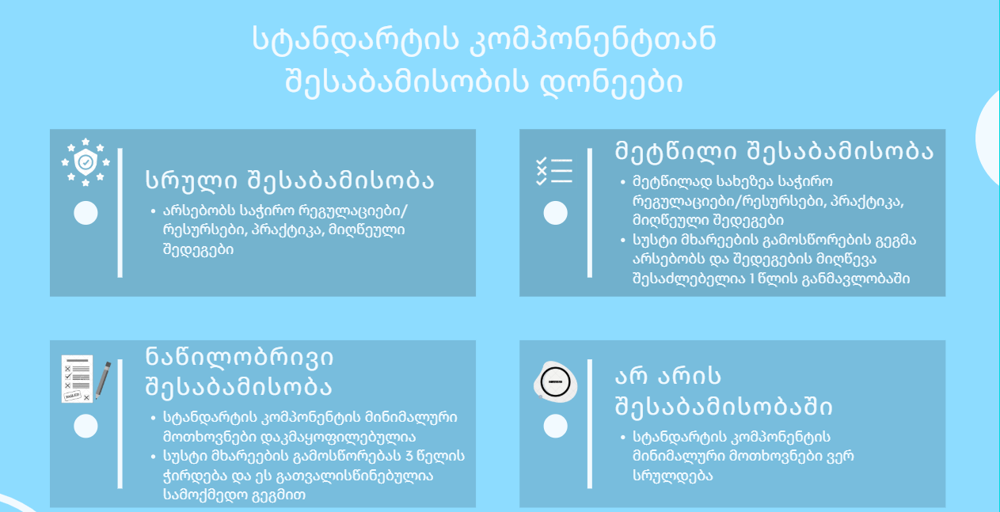 სტანდარტის კომპონენტთან
შესაბამისობის დონეები
სრული შესაბამისობა
• არსებობს საჭირო რეგულაციები/
რესურსები, პრაქტიკა, მიღწეული
შედეგები
მეტწილი შესაბამისობა
• მეტწილად სახეზეა საჭირო
რეგულაციები/რესურსები, პრაქტიკა,
მიღწეული შედეგები
• სუსტი მხარეების გამოსწორების გეგმა
არსებობს და შედეგების მიღწევა
შესაძლებელია 1 წლის განმავლობაში
ნაწილობრივი
შესაბამისობა
• სტანდარტის კომპონენტის მინიმალური
მოთხოვნები დაკმაყოფილებულია
• სუსტი მხარეების გამოსწორებას 3 წელის
ჭირდება და ეს გათვალისწინებულია
სამოქმედო გეგმით
FAILED
არ არის
შესაბამისობაში
• სტანდარტის კომპონენტის
მინიმალური მოთხოვნები ვერ
სრულდება